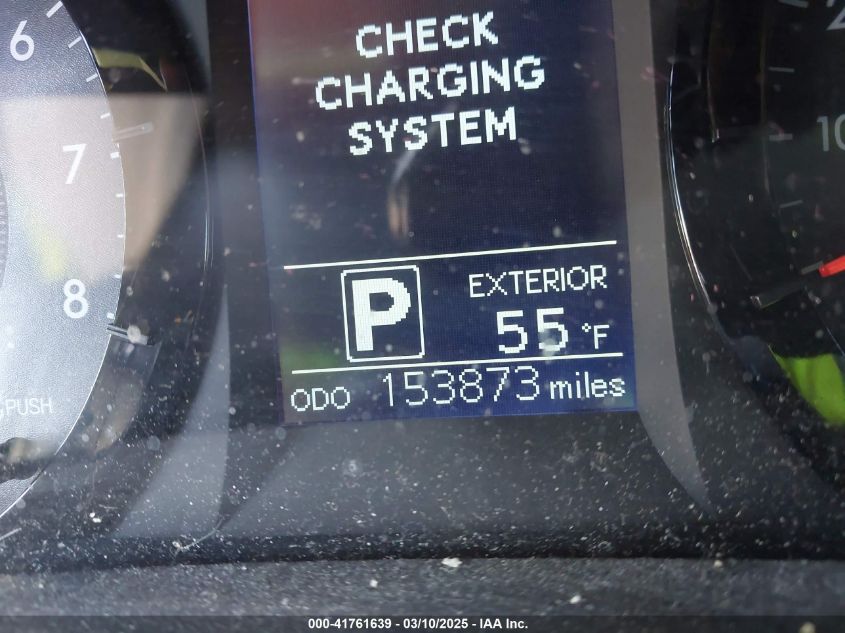 CHECK
CHARGING
SYSTEM
6
7
8
PUSH
P
EXTERIOR
55 °F
ODO 153873 miles
2
10
000-41761639 - 03/10/2025 - IAA Inc.